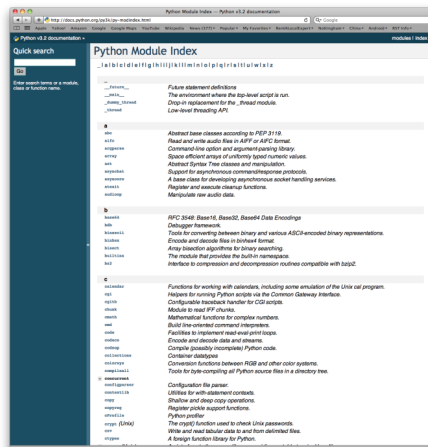 Python Module Index — Python v3.2 documentation
http://docs.python.org/py3k/py-modindex.html
Google
Python v3.2 documentation »
modules | index
Quick search
Go
Enter search terms or a module, class or function name.
Python Module Index
_ | a | b | c | d | e | f | g | h | i | j | k | l | m | n | o | p | q | r | s | t | u | w | x | z
_
__future__ Future statement definitions
__main__ The environment where the top-level script is run.
_dummy_thread Drop-in replacement for the _thread module.
_thread Low-level threading API.
a
abc Abstract base classes according to PEP 3119.
aifc Read and write audio files in AIFF or AIFC format.
argparse Command-line option and argument-parsing library.
array Space efficient arrays of uniformly typed numeric values.
ast Abstract Syntax Tree classes and manipulation.
asynchat Support for asynchronous command/response protocols.
asyncore A base class for developing asynchronous socket handling services.
atexit Register and execute cleanup functions.
audioop Manipulate raw audio data.
b
base64 RFC 3548: Base16, Base32, Base64 Data Encodings
bdb Debugger framework.
binascii Tools for converting between binary and various ASCII-encoded binary representations.
binhex Encode and decode files in binhex4 format.
bisect Array bisection algorithms for binary searching.
builtins The module that provides the built-in namespace.
bz2 Interface to compression and decompression routines compatible with bzip2.
c
calendar Functions for working with calendars, including some emulation of the Unix cal program.
cgi Helpers for running Python scripts via the Common Gateway Interface.
cgitb Configurable traceback handler for CGI scripts.
chunk Module to read IFF chunks.
cmath Mathematical functions for complex numbers.
cmd Build line-oriented command interpreters.
code Facilities to implement read-eval-print loops.
codecs Encode and decode data and streams.
codeop Compile (possibly incomplete) Python code.
collections Container datatypes
colorsys Conversion functions between RGB and other color systems.
compileall Tools for byte-compiling all Python source files in a directory tree.
concurrent
configparser Configuration file parser.
contextlib Utilities for with-statement contexts.
copy Shallow and deep copy operations.
copyreg Register pickle support functions.
cProfile Python profiler
crypt (Unix) The crypt() function used to check Unix passwords.
csv Write and read tabular data to and from delimited files.
ctypes A foreign function library for Python.